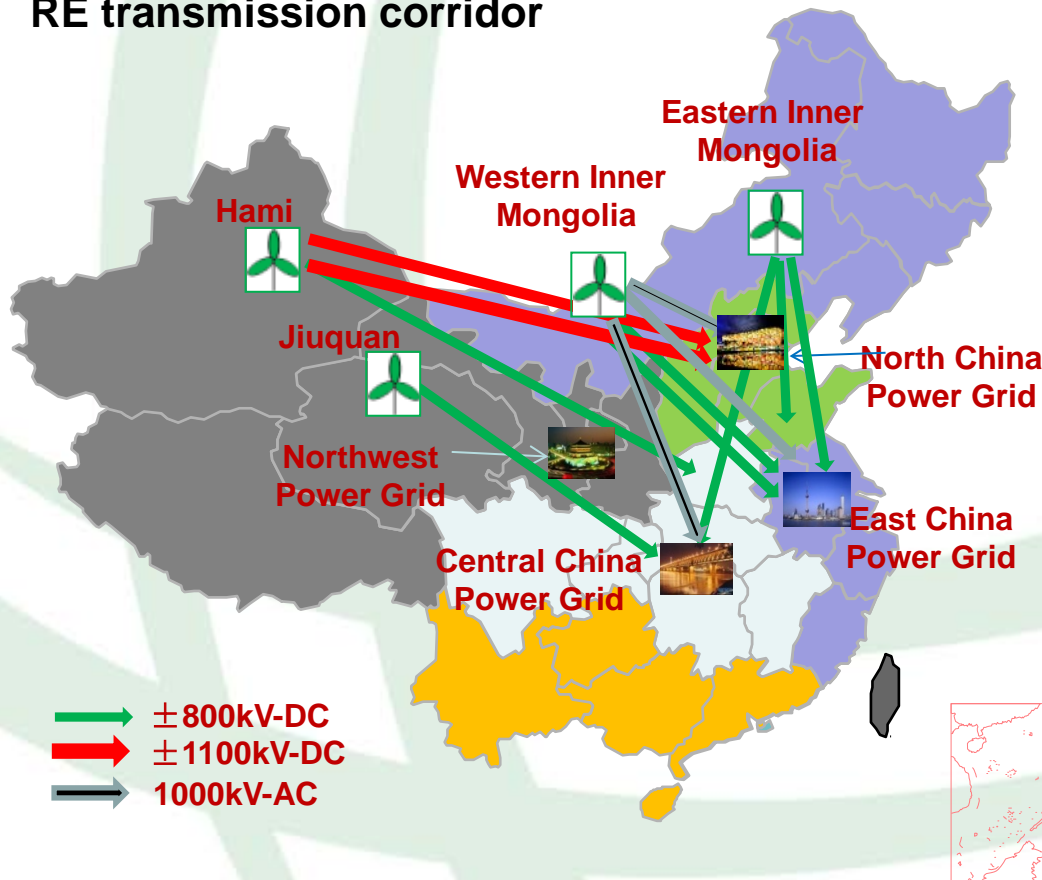 RE transmission corridor
Eastern Inner
Mongolia
Western Inner
Mongolia
Hami
Jiuquan
North China
Power Grid
Northwest
Power Grid
East China
Power Grid
Central China
Power Grid
±800kV-DC
±1100kV-DC
1000kV-AC